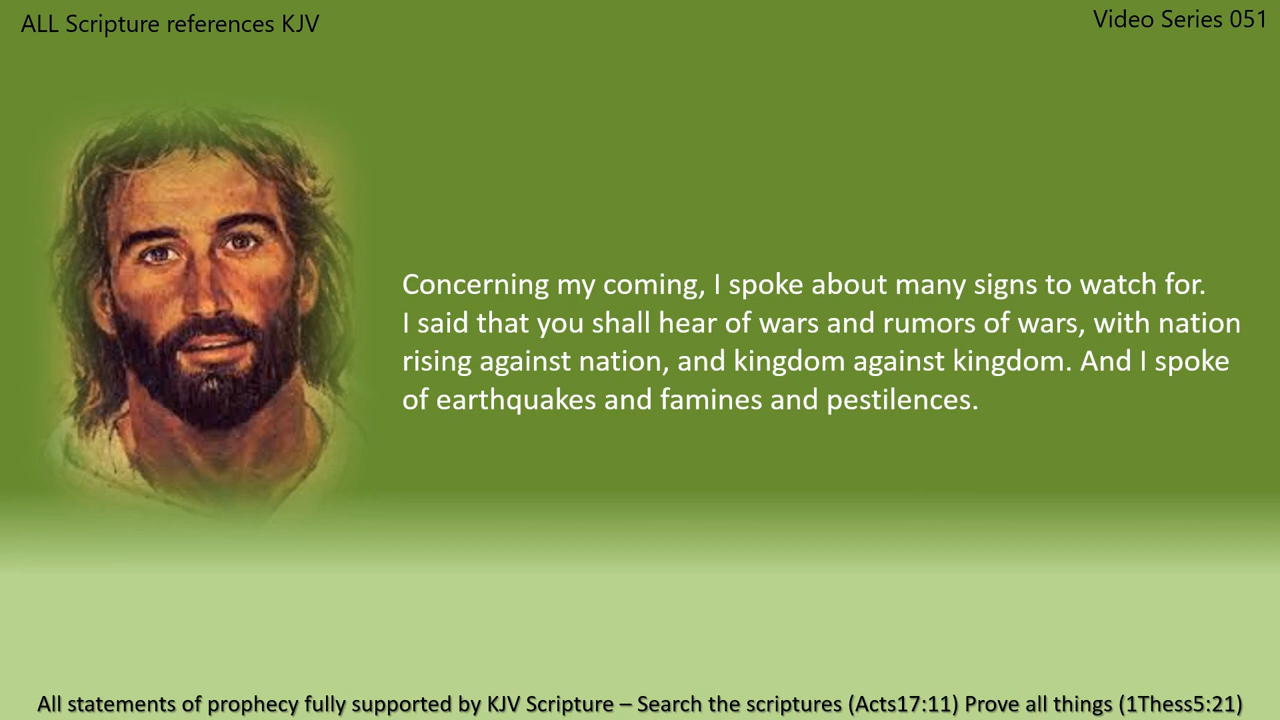 ALL Scripture references KJV
Video Series 051
Concerning my coming, I spoke about many signs to watch for.
I said that you shall hear of wars and rumors of wars, with nation
rising against nation, and kingdom against kingdom. And I spoke
of earthquakes and famines and pestilences.
All statements of prophecy fully supported by KJV Scripture – Search the scriptures (Acts17:11) Prove all things (1Thess5:21)